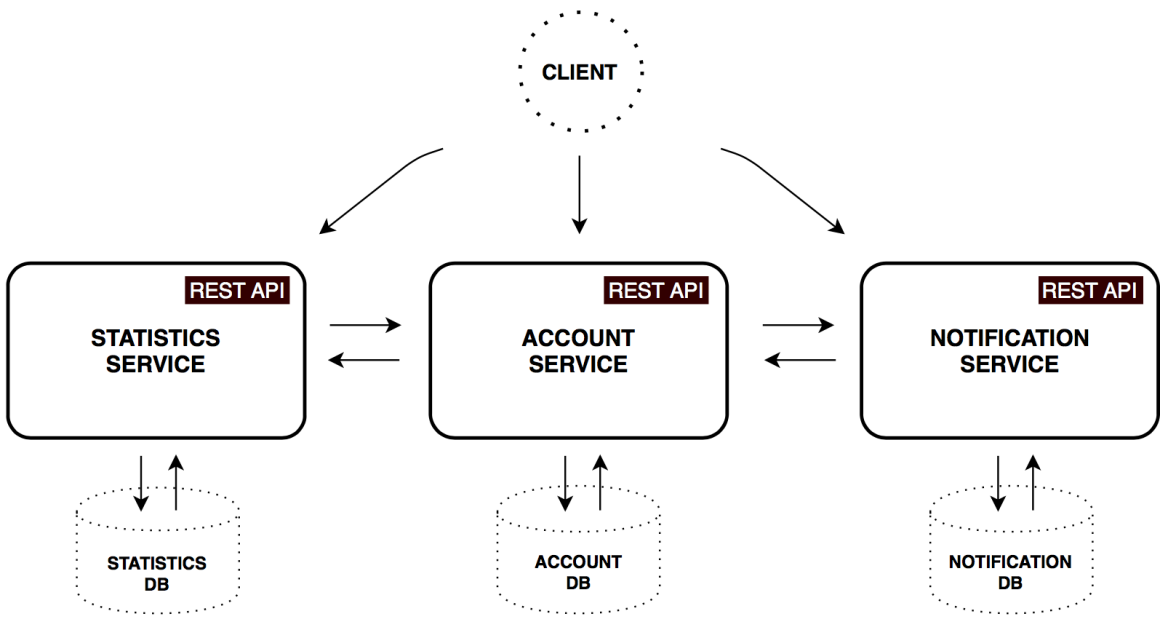 CLIENT
REST API
STATISTICS
SERVICE
REST API
ACCOUNT
SERVICE
REST API
NOTIFICATION
SERVICE
STATISTICS
DB
ACCOUNT
DB
NOTIFICATION
DB